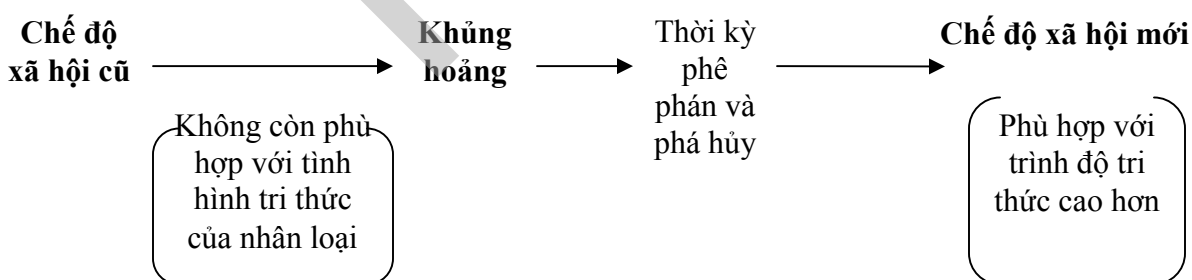 Chế độ
xã hội cũ
Khủng
hoảng
Thời kỳ
phê
phán và
phá hủy
Chế độ xã hội mới
Không còn phù
hợp với tình
hình tri thức
của nhân loại
Phù hợp với
trình độ tri
thức cao hơn